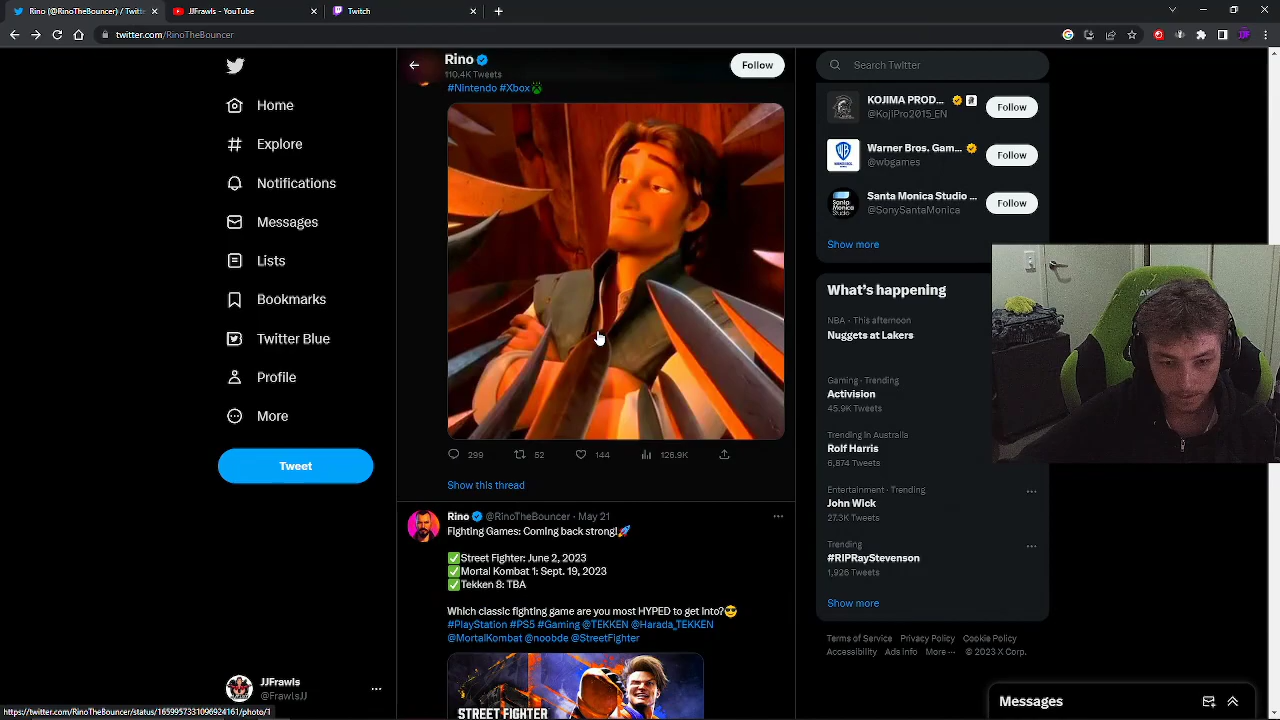 Rino (@RinoTheBouncer) / Twitte
JJFrawls - YouTube
Twitch
twitter.com/RinoTheBouncer
Home
Explore
Notifications
Messages
Lists
Bookmarks
Twitter Blue
Profile
More
Tweet
JJFrawls
@FrawlsJJ
https://twitter.com/RinoTheBouncer/status/1659957331096924161/photo/1
Rino
110.4K Tweets
Follow
#Nintendo #Xbox
299
52
144
126.9K
Show this thread
Rino @RinoTheBouncer · May 21
Fighting Games: Coming back strong!🚀
✅Street Fighter: June 2, 2023
✅Mortal Kombat 1: Sept. 19, 2023
✅Tekken 8: TBA
Which classic fighting game are you most HYPED to get into?😎
#PlayStation #PS5 #Gaming @TEKKEN @Harada_TEKKEN
@MortalKombat @noobde @StreetFighter
STREET FIGHTER
Search Twitter
KOJIMA PROD...
@KojiPro2015_EN
Follow
Warner Bros. Gam...
@wbgames
Follow
Santa Monica Studio ...
@SonySantaMonica
Follow
Show more
What's happening
NBA · This afternoon
Nuggets at Lakers
Gaming · Trending
Activision
45.9K Tweets
Trending in Australia
Rolf Harris
6,874 Tweets
Entertainment · Trending
John Wick
27.3K Tweets
Trending
#RIPRayStevenson
1,926 Tweets
Show more
Terms of Service Privacy Policy Cookie Policy
Accessibility Ads info More ··· © 2023 X Corp.
Messages